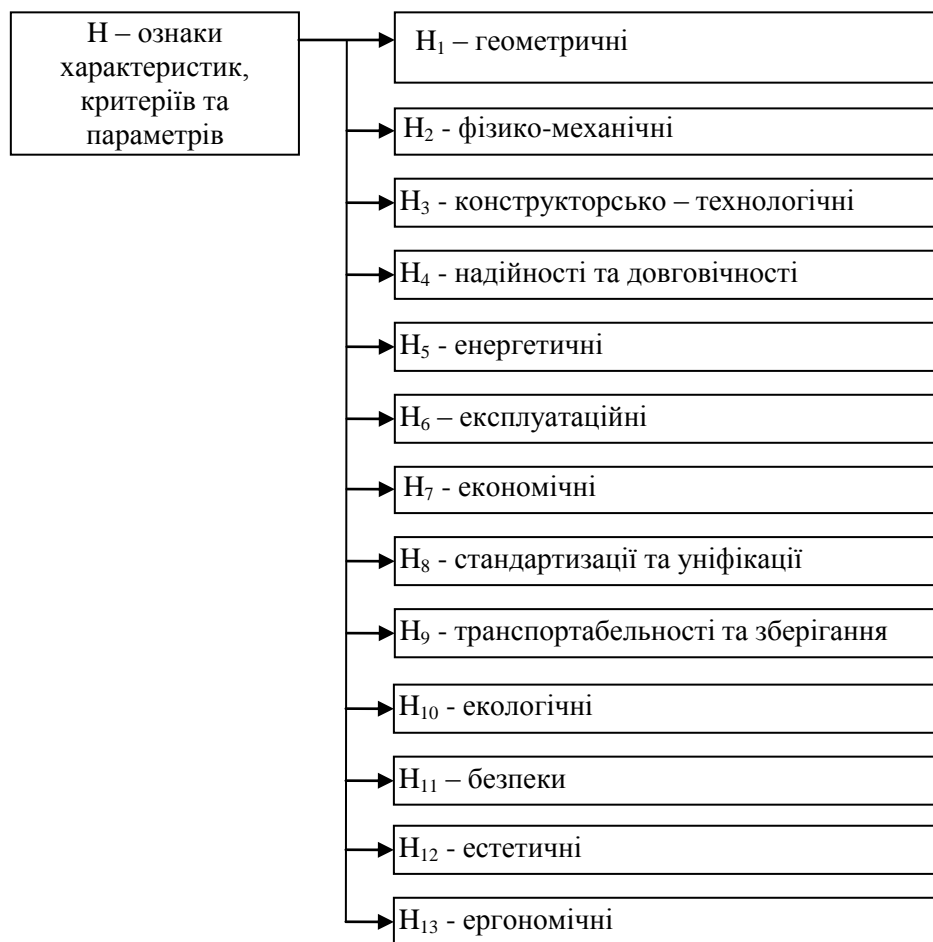 Н – ознаки
характеристик,
критеріїв та
параметрів
Н₁ – геометричні
Н₂ - фізико-механічні
Н₃ - конструкторсько – технологічні
Н₄ - надійності та довговічності
Н₅ - енергетичні
Н₆ – експлуатаційні
Н₇ - економічні
Н₈ - стандартизації та уніфікації
Н₉ - транспортабельності та зберігання
Н₁₀ - екологічні
Н₁₁ – безпеки
Н₁₂ - естетичні
Н₁₃ - ергономічні